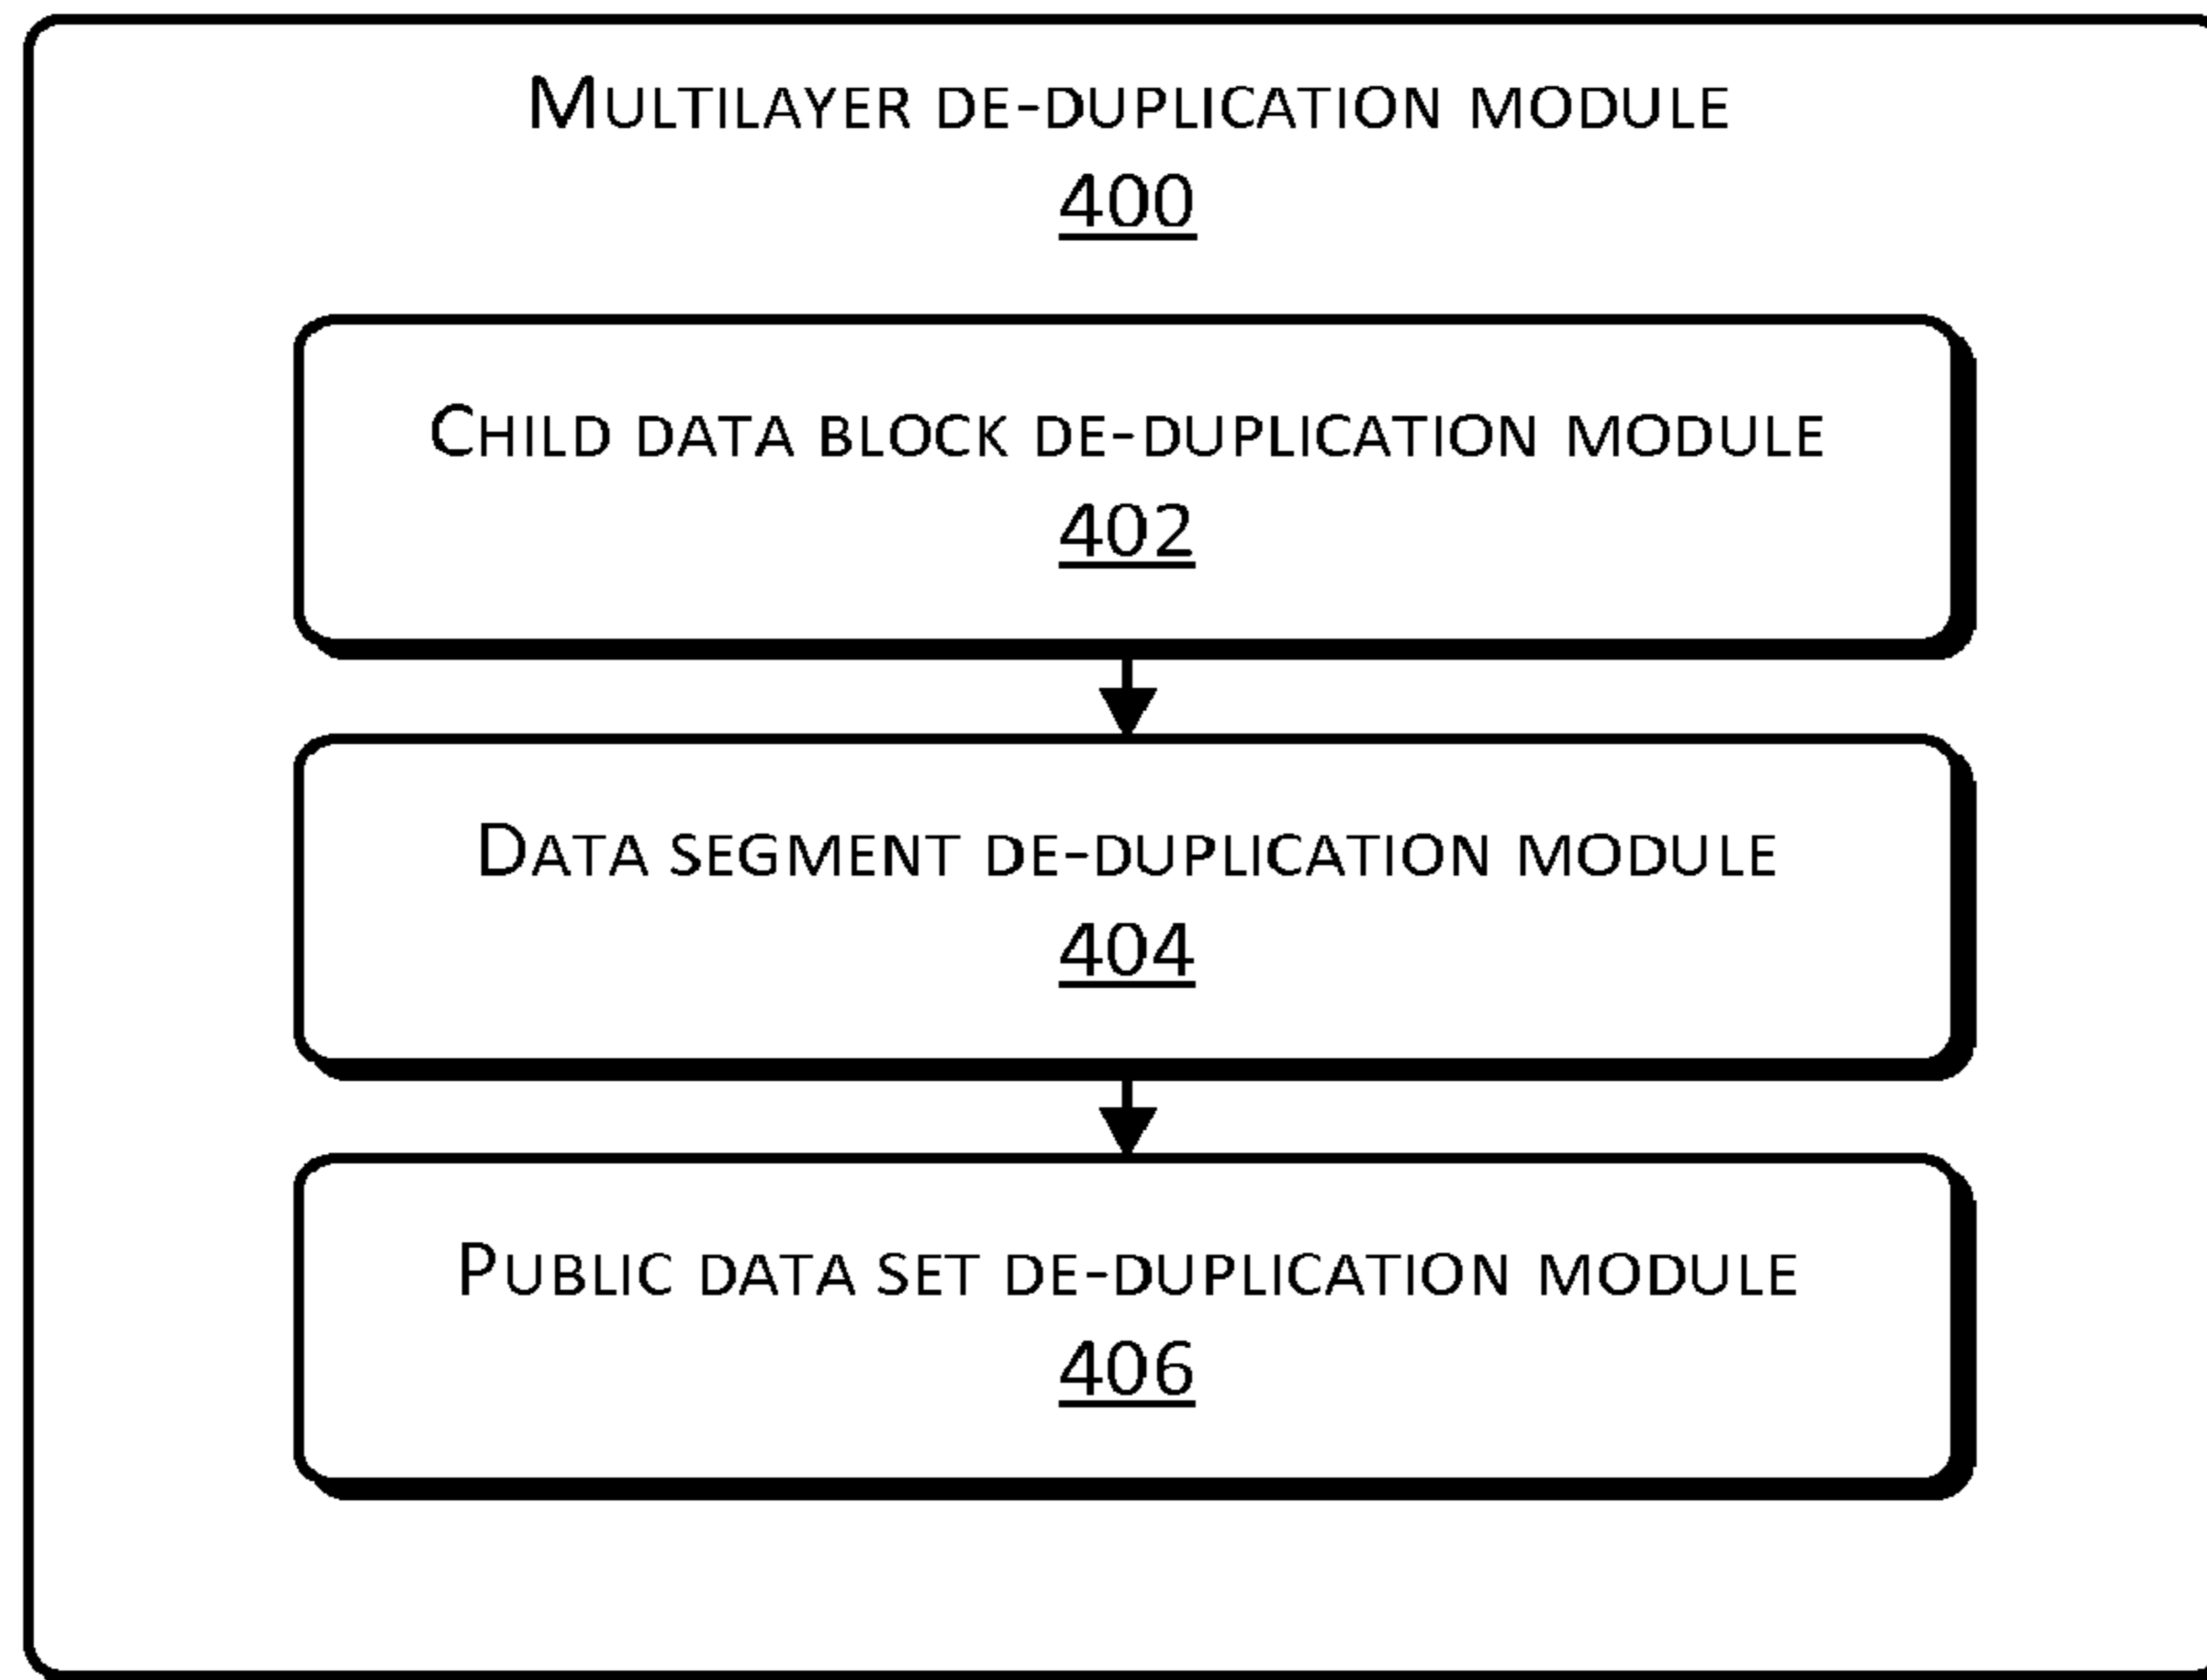 Multilayer de-duplication module
400
Child data block de-duplication module
402
Data segment de-duplication module
404
Public data set de-duplication module
406